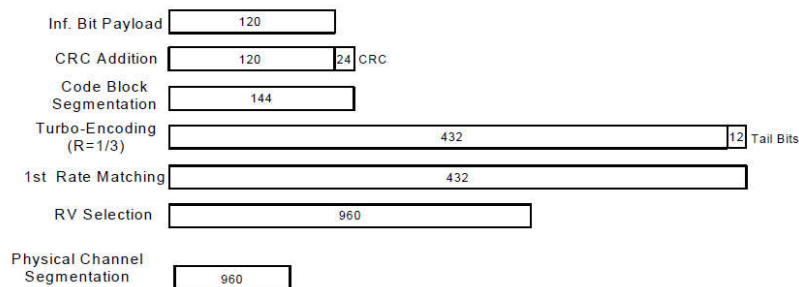 Inf. Bit Payload 120
CRC Addition 120 24 CRC
Code Block
Segmentation 144
Turbo-Encoding
(R=1/3) 432 12 Tail Bits
1st Rate Matching 432
RV Selection 960
Physical Channel
Segmentation 960